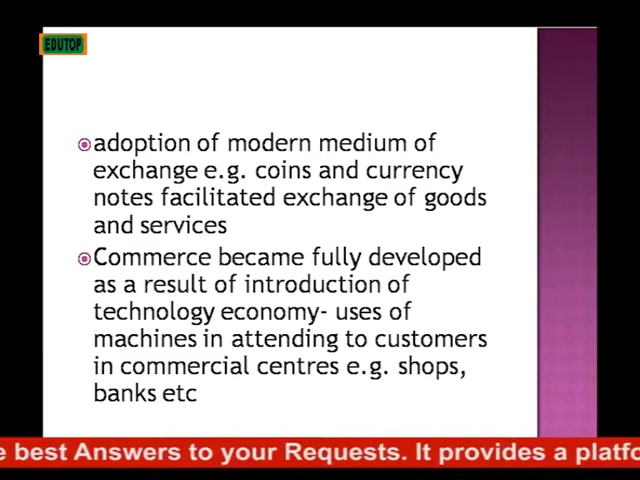 EDUTOP
adoption of modern medium of
exchange e.g. coins and currency
notes facilitated exchange of goods
and services
Commerce became fully developed
as a result of introduction of
technology economy- uses of
machines in attending to customers
in commercial centres e.g. shops,
banks etc
e best Answers to your Requests. It provides a platfo